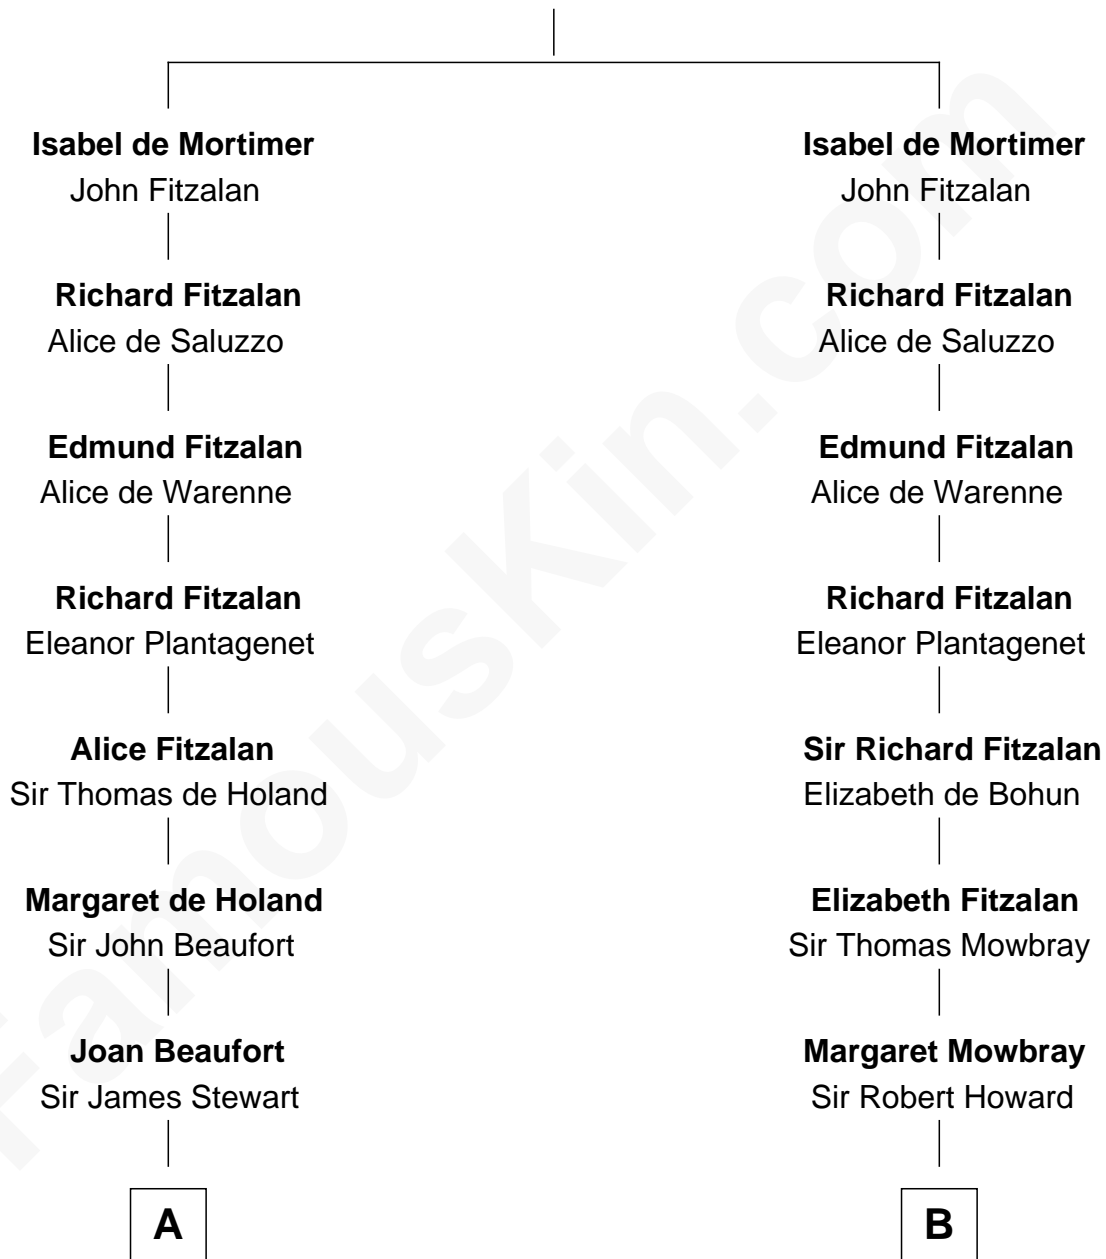 Isabel de Mortimer
John Fitzalan
Richard Fitzalan
Alice de Saluzzo
Edmund Fitzalan
Alice de Warenne
Richard Fitzalan
Eleanor Plantagenet
Alice Fitzalan
Sir Thomas de Holand
Margaret de Holand
Sir John Beaufort
Joan Beaufort
Sir James Stewart
A
Isabel de Mortimer
John Fitzalan
Richard Fitzalan
Alice de Saluzzo
Edmund Fitzalan
Alice de Warenne
Richard Fitzalan
Eleanor Plantagenet
Sir Richard Fitzalan
Elizabeth de Bohun
Elizabeth Fitzalan
Sir Thomas Mowbray
Margaret Mowbray
Sir Robert Howard
B
FamousKin.com